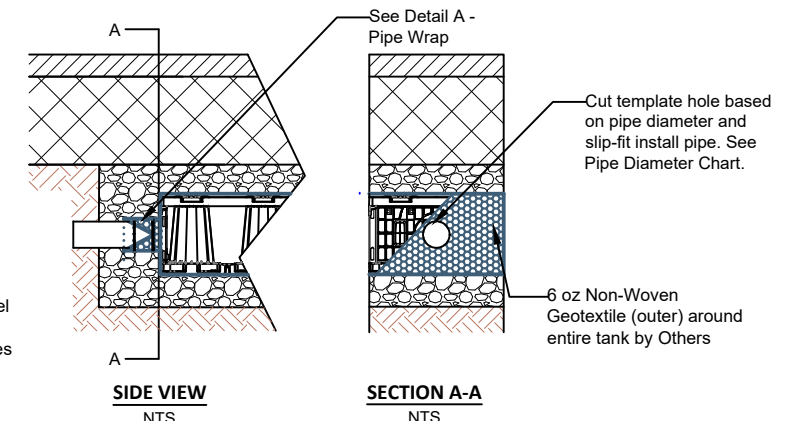 A
See Detail A -
Pipe Wrap
Cut template hole based
on pipe diameter and
slip-fit install pipe. See
Pipe Diameter Chart.
6 oz Non-Woven
Geotextile (outer) around
entire tank by Others
A
SIDE VIEW
NTS
SECTION A-A
NTS